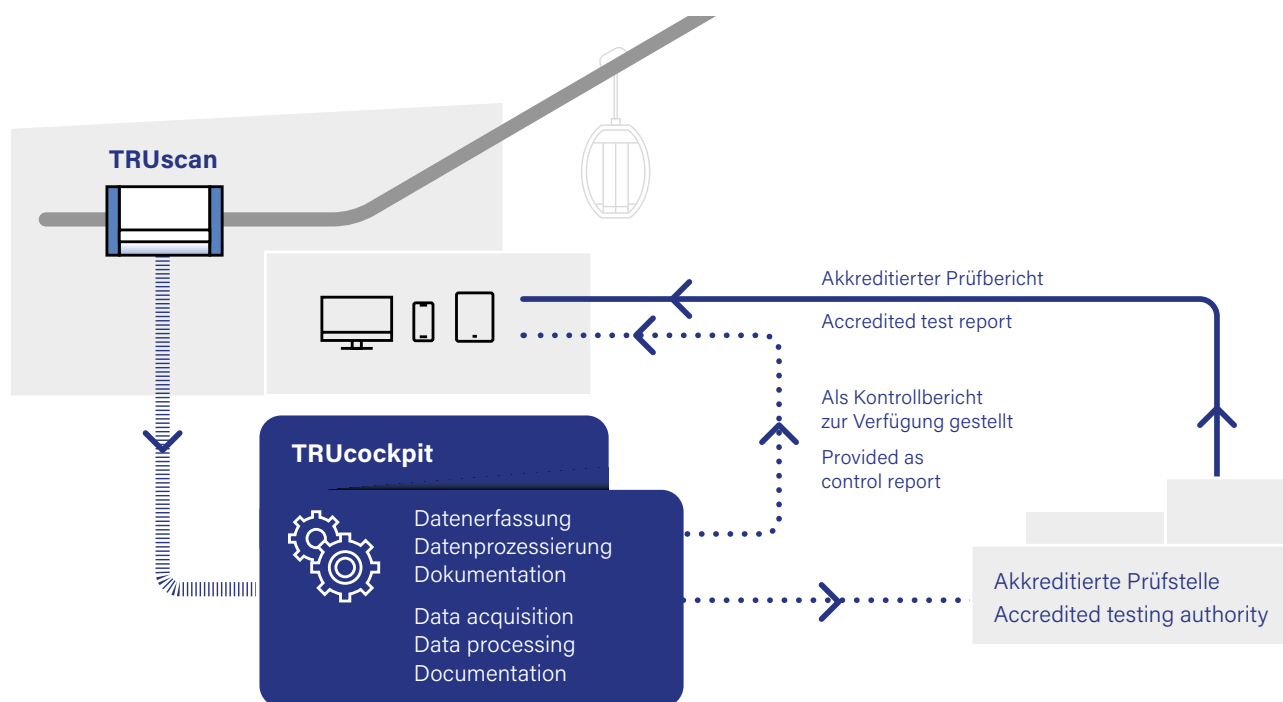 TRUscan
Akkreditierter Prüfbericht
Accredited test report
Als Kontrollbericht
zur Verfügung gestellt
Provided as
control report
TRUcockpit
Datenerfassung
Datenprozessierung
Dokumentation
Data acquisition
Data processing
Documentation
Akkreditierte Prüfstelle
Accredited testing authority